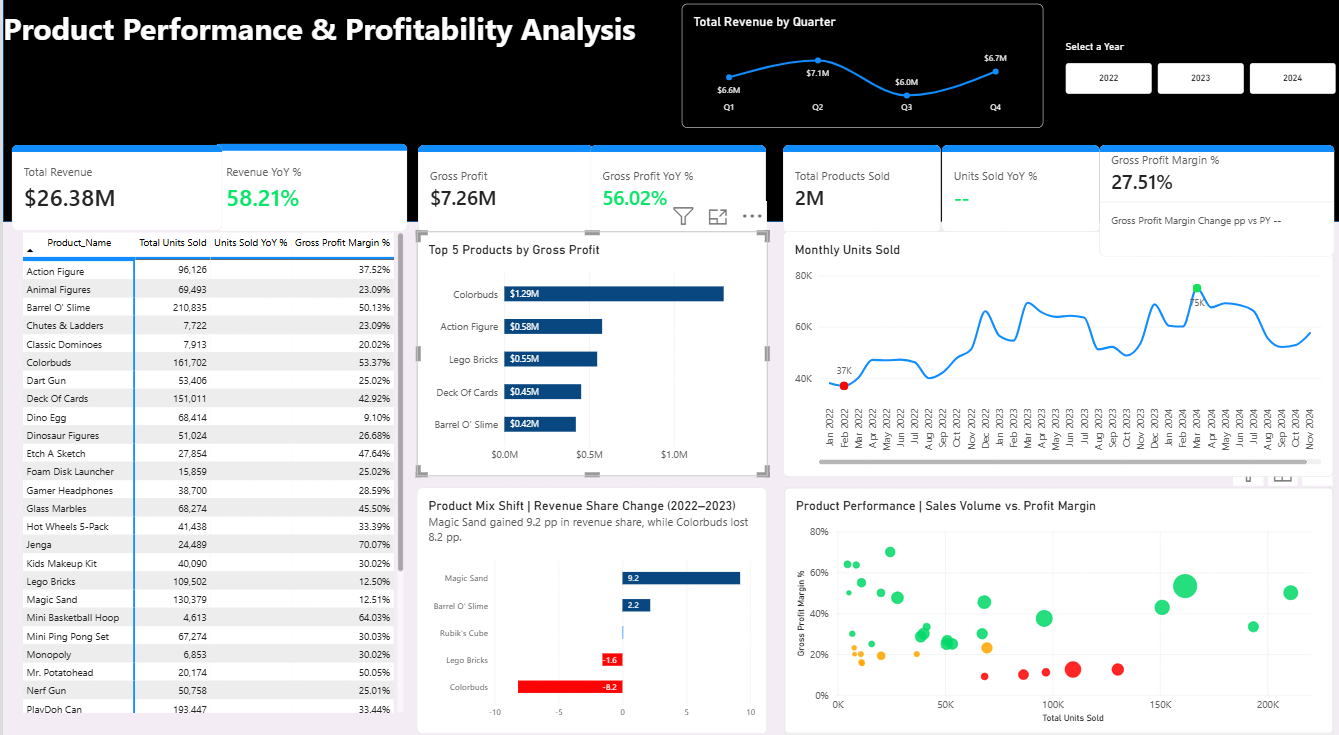 Product Performance & Profitability Analysis
Total Revenue by Quarter
$6.6M
$7.1M
$6.0M
$6.7M
Q1 Q2 Q3 Q4
Select a Year
2022 2023 2024
Total Revenue
$26.38M
Revenue YoY %
58.21%
Gross Profit
$7.26M
Gross Profit YoY %
56.02%
Total Products Sold
2M
Units Sold YoY %
--
Gross Profit Margin %
27.51%
Gross Profit Margin Change pp vs PY --
Product_Name Total Units Sold Units Sold YoY % Gross Profit Margin %
Action Figure 96,126 37.52%
Animal Figures 69,493 23.09%
Barrel O' Slime 210,835 50.13%
Chutes & Ladders 7,722 23.09%
Classic Dominoes 7,913 20.02%
Colorbuds 161,702 53.37%
Dart Gun 53,406 25.02%
Deck Of Cards 151,011 42.92%
Dino Egg 68,414 9.10%
Dinosaur Figures 51,024 26.68%
Etch A Sketch 27,854 47.64%
Foam Disk Launcher 15,859 25.02%
Gamer Headphones 38,700 28.59%
Glass Marbles 68,274 45.50%
Hot Wheels 5-Pack 41,438 33.39%
Jenga 24,489 70.07%
Kids Makeup Kit 40,090 30.02%
Lego Bricks 109,502 12.50%
Magic Sand 130,379 12.51%
Mini Basketball Hoop 4,613 64.03%
Mini Ping Pong Set 67,274 30.03%
Monopoly 6,853 30.02%
Mr. Potatohead 20,174 50.05%
Nerf Gun 50,758 25.01%
PlayDoh Can 193,447 33.44%
Top 5 Products by Gross Profit
Colorbuds $1.29M
Action Figure $0.58M
Lego Bricks $0.55M
Deck Of Cards $0.45M
Barrel O' Slime $0.42M
$0.0M $0.5M $1.0M
Monthly Units Sold
80K
60K
40K
37K
75K
Jan 2022
Feb 2022
Mar 2022
Apr 2022
May 2022
Jun 2022
Jul 2022
Aug 2022
Sep 2022
Oct 2022
Nov 2022
Dec 2022
Jan 2023
Feb 2023
Mar 2023
Apr 2023
May 2023
Jun 2023
Jul 2023
Aug 2023
Sep 2023
Oct 2023
Nov 2023
Dec 2023
Jan 2024
Feb 2024
Mar 2024
Apr 2024
May 2024
Jun 2024
Jul 2024
Aug 2024
Sep 2024
Oct 2024
Nov 2024
Product Mix Shift | Revenue Share Change (2022–2023)
Magic Sand gained 9.2 pp in revenue share, while Colorbuds lost
8.2 pp.
Magic Sand 9.2
Barrel O' Slime 2.2
Rubik's Cube
Lego Bricks -1.6
Colorbuds -8.2
-10 -5 0 5 10
Product Performance | Sales Volume vs. Profit Margin
Gross Profit Margin %
80%
60%
40%
20%
0%
0K 50K 100K 150K 200K
Total Units Sold